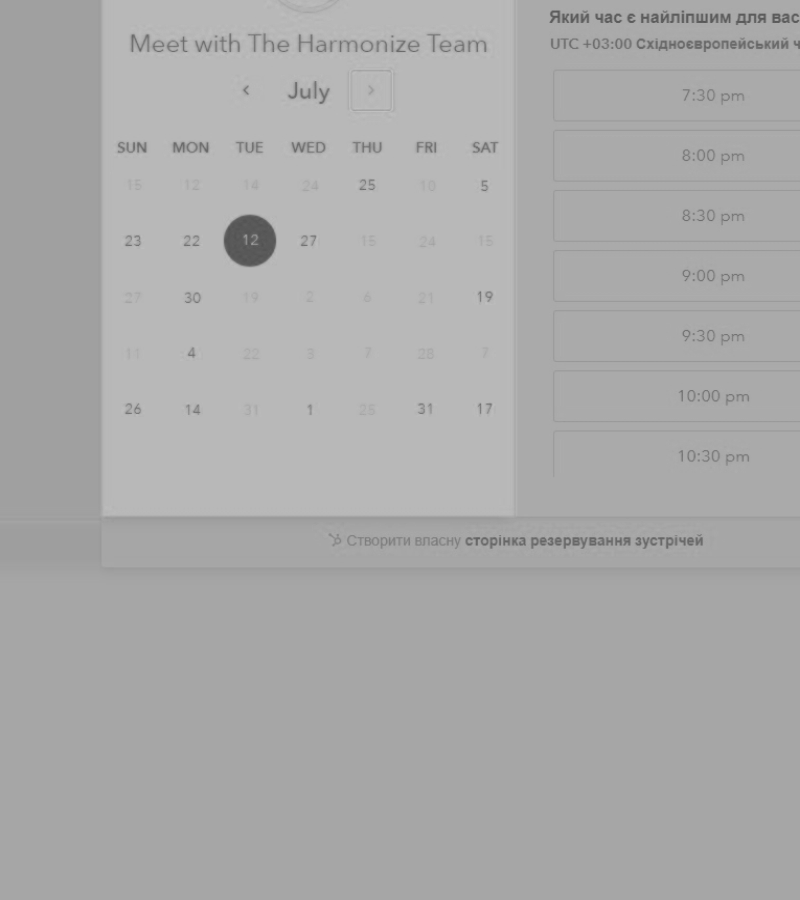 Meet with The Harmonize Team
July
SUN MON TUE WED THU FRI SAT
15 12 14 24 25 10 5
23 22 12 27 15 24 15
27 30 19 2 6 21 19
11 4 22 3 7 28 7
26 14 31 1 31 17
Який час є найліпшим для вас
UTC +03:00 Східноєвропейський ч
7:30 pm
8:00 pm
8:30 pm
9:00 pm
9:30 pm
10:00 pm
10:30 pm
Створити власну сторінка резервування зустрічей